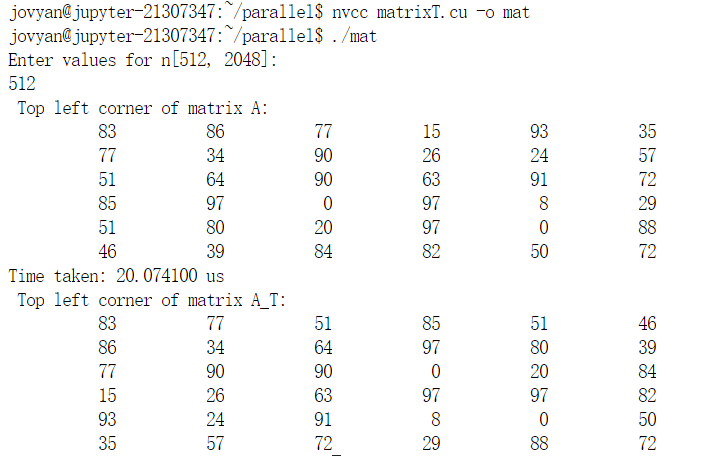 jovyan@jupyter-21307347:~/parallel$ nvcc matrixT.cu -o mat
jovyan@jupyter-21307347:~/parallel$ ./mat
Enter values for n[512, 2048]:
512
Top left corner of matrix A:
83 86 77 15 93 35
77 34 90 26 24 57
51 64 90 63 91 72
85 97 0 97 8 29
51 80 20 97 0 88
46 39 84 82 50 72
Time taken: 20.074100 us
Top left corner of matrix A_T:
83 77 51 85 51 46
86 34 64 97 80 39
77 90 90 0 20 84
15 26 63 97 97 82
93 24 91 8 0 50
35 57 72_ 29 88 72